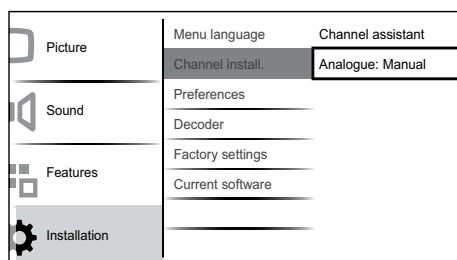 Picture
Sound
Features
Installation
Menu language
Channel install.
Preferences
Decoder
Factory settings
Current software
Channel assistant
Analogue: Manual